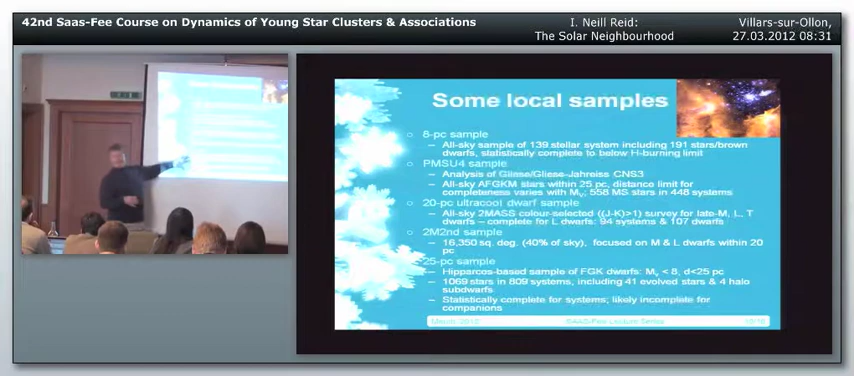 42nd Saas-Fee Course on Dynamics of Young Star Clusters & Associations
I. Neill Reid:
The Solar Neighbourhood
Villars-sur-Ollon,
27.03.2012 08:31
Some local samples
8-pc sample
– All-sky sample of 139 stellar system including 191 stars/brown
dwarfs, statistically complete to below H-burning limit
PMSU4 sample
– Analysis of Gliese/Gliese-Jahreiss CNS3
– All-sky AFGKM stars within 25 pc, distance limit for
completeness varies with Mv; 558 MS stars in 448 systems
20-pc ultracool dwarf sample
– All-sky 2MASS colour-selected ((J-K)>1) survey for late-M, L, T
dwarfs – complete for L dwarfs: 94 systems & 107 dwarfs
2M2nd sample
– 16,350 sq. deg. (40% of sky), focused on M & L dwarfs within 20
pc
25-pc sample
– Hipparcos-based sample of FGK dwarfs: Mv < 8, d<25 pc
– 1069 stars in 809 systems, including 41 evolved stars & 4 halo
subdwarfs
– Statistically complete for systems; likely incomplete for
companions
March, 2012
SAAS-Fee Lecture Series